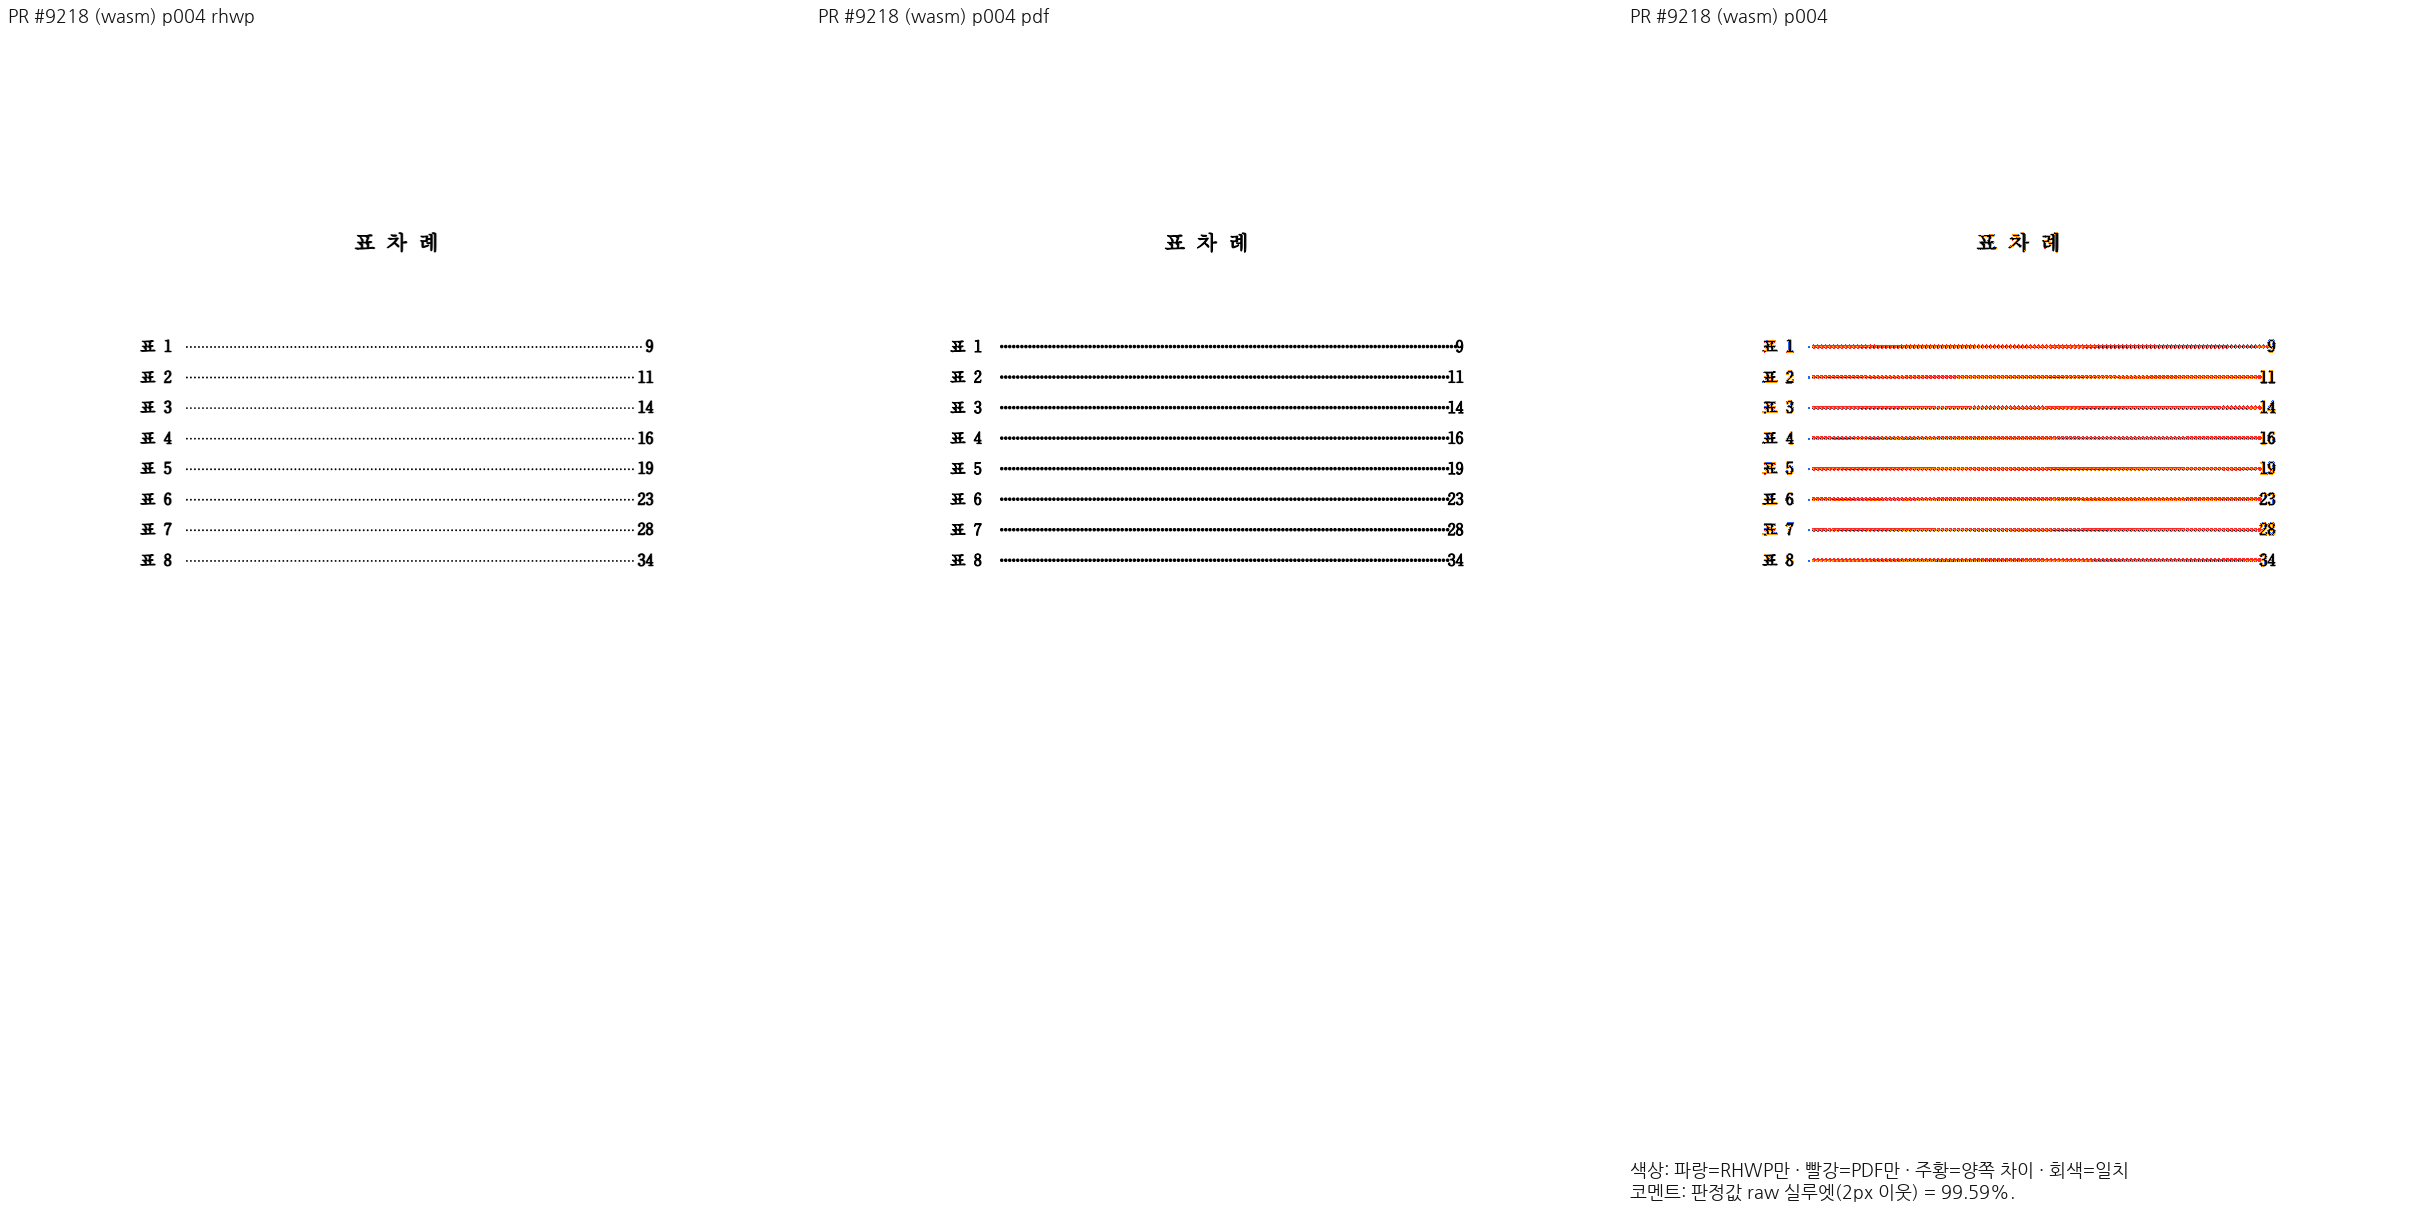 PR #9218 (wasm) p004 rhwp
표 차 례
표 1 ········································ 9
표 2 ········································ 11
표 3 ········································ 14
표 4 ········································ 16
표 5 ········································ 19
표 6 ········································ 23
표 7 ········································ 28
표 8 ········································ 34
PR #9218 (wasm) p004 pdf
표 차 례
표 1 ········································ 9
표 2 ········································ 11
표 3 ········································ 14
표 4 ········································ 16
표 5 ········································ 19
표 6 ········································ 23
표 7 ········································ 28
표 8 ········································ 34
PR #9218 (wasm) p004
표 차 례
표 1 ········································ 9
표 2 ········································ 11
표 3 ········································ 14
표 4 ········································ 16
표 5 ········································ 19
표 6 ········································ 23
표 7 ········································ 28
표 8 ········································ 34
색상: 파랑=RHWP만 · 빨강=PDF만 · 주황=양쪽 차이 · 회색=일치
코멘트: 판정값 raw 실루엣(2px 이웃) = 99.59%.